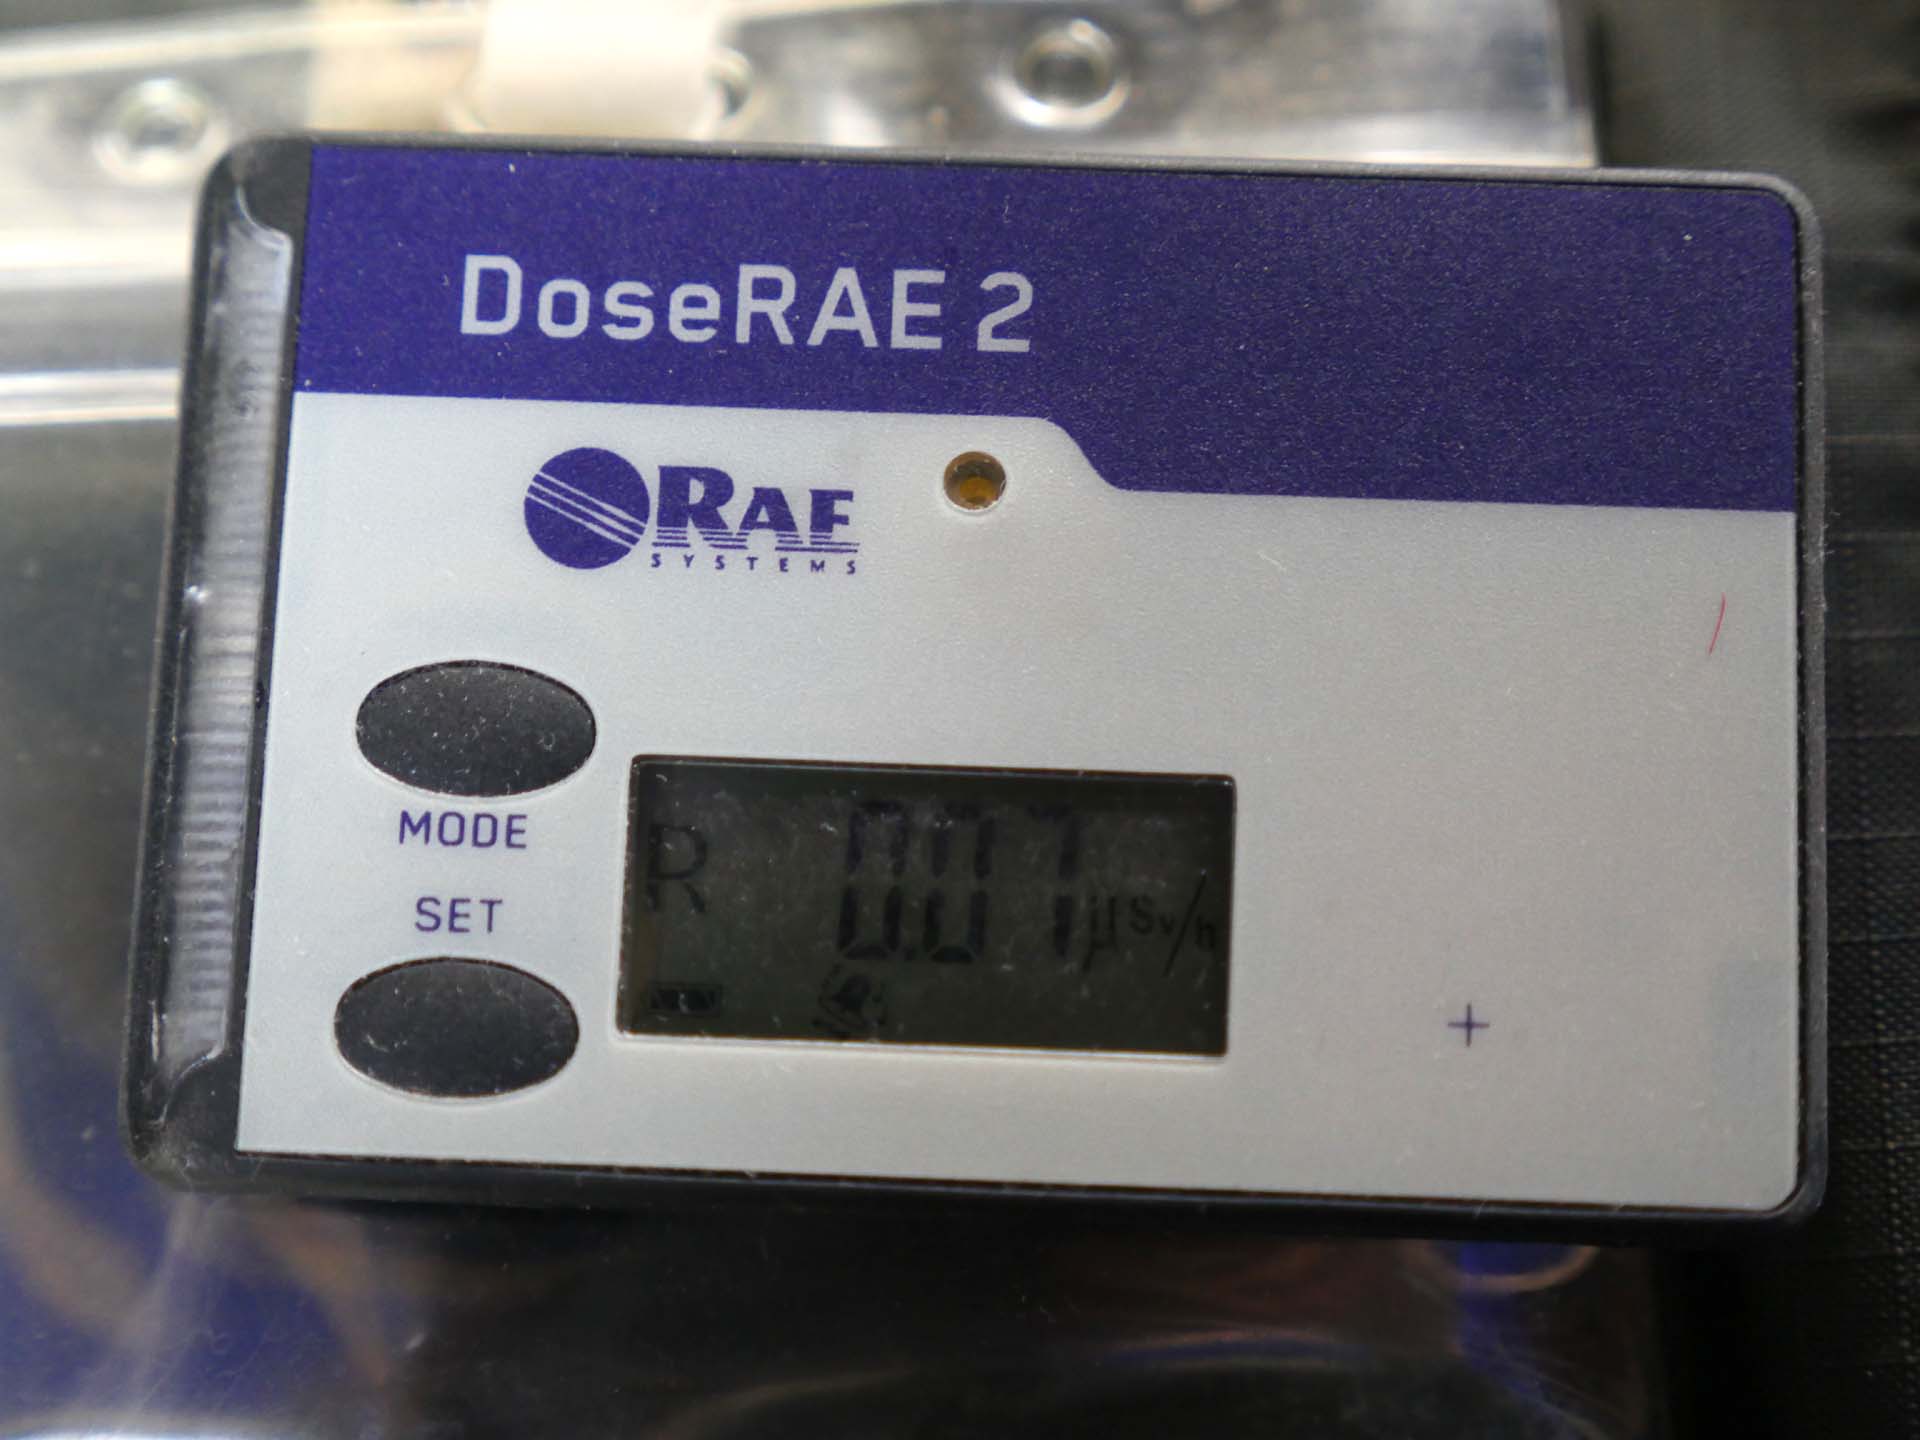 DoseRAE 2
RAE
SYSTEMS
MODE
SET
R 0.07 µSv/h
+